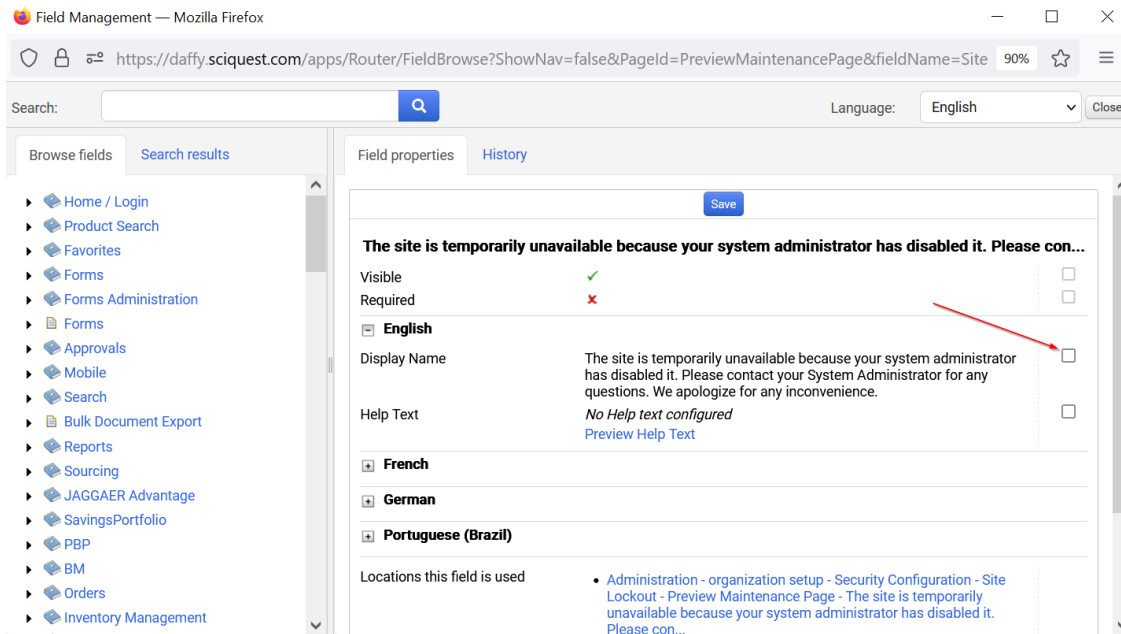 Field Management — Mozilla Firefox
https://daffy.sciquest.com/apps/Router/FieldBrowse?ShowNav=false&PageId=PreviewMaintenancePage&fieldName=Site
90%
Search:
Language:
English
Close
Browse fields
Search results
Field properties
History
Home / Login
Product Search
Favorites
Forms
Forms Administration
Forms
Approvals
Mobile
Search
Bulk Document Export
Reports
Sourcing
JAGGAER Advantage
SavingsPortfolio
PBP
BM
Orders
Inventory Management
Save
The site is temporarily unavailable because your system administrator has disabled it. Please con...
Visible
Required
English
Display Name
The site is temporarily unavailable because your system administrator
has disabled it. Please contact your System Administrator for any
questions. We apologize for any inconvenience.
Help Text
No Help text configured
Preview Help Text
French
German
Portuguese (Brazil)
Locations this field is used
• Administration - organization setup - Security Configuration - Site
Lockout - Preview Maintenance Page - The site is temporarily
unavailable because your system administrator has disabled it.
Please con...